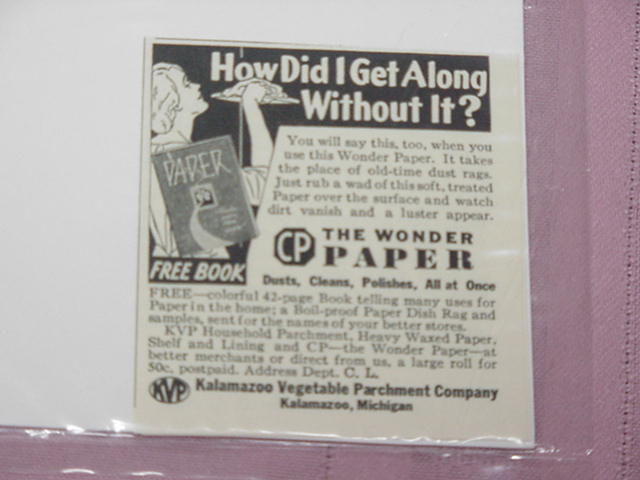 How Did I Get Along
Without It?
You will say this, too, when you
use this Wonder Paper. It takes
the place of old-time dust rags.
Just rub a wad of this soft, treated
Paper over the surface and watch
dirt vanish and a luster appear.
PAPER
FREE BOOK
CP THE WONDER
PAPER
Dusts, Cleans, Polishes, All at Once
FREE—colorful 42-page Book telling many uses for
Paper in the home; a Boil-proof Paper Dish Rag and
samples, sent for the names of your better stores.
KVP Household Parchment, Heavy Waxed Paper,
Shelf and Lining and CP—the Wonder Paper—at
better merchants or direct from us, a large roll for
50c, postpaid. Address Dept. C. L.
KVP Kalamazoo Vegetable Parchment Company
Kalamazoo, Michigan